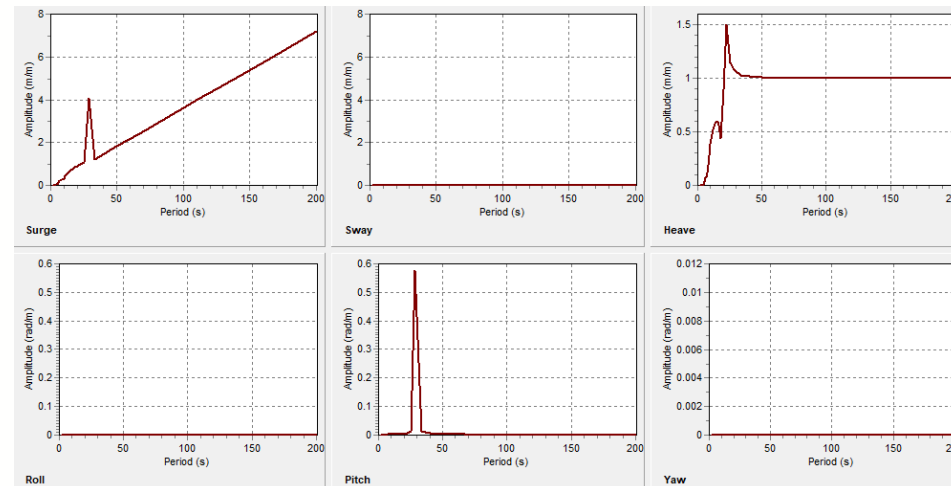 8
6
4
2
0
Amplitude (m/m)
0 50 100 150 200
Period (s)
Surge
8
6
4
2
0
Amplitude (m/m)
0 50 100 150 200
Period (s)
Sway
1.5
1
0.5
0
Amplitude (m/m)
0 50 100 150 200
Period (s)
Heave
0.6
0.5
0.4
0.3
0.2
0.1
0
Amplitude (rad/m)
0 50 100 150 200
Period (s)
Roll
0.6
0.5
0.4
0.3
0.2
0.1
0
Amplitude (rad/m)
0 50 100 150 200
Period (s)
Pitch
0.012
0.01
0.008
0.006
0.004
0.002
0
Amplitude (rad/m)
0 50 100 150 200
Period (s)
Yaw